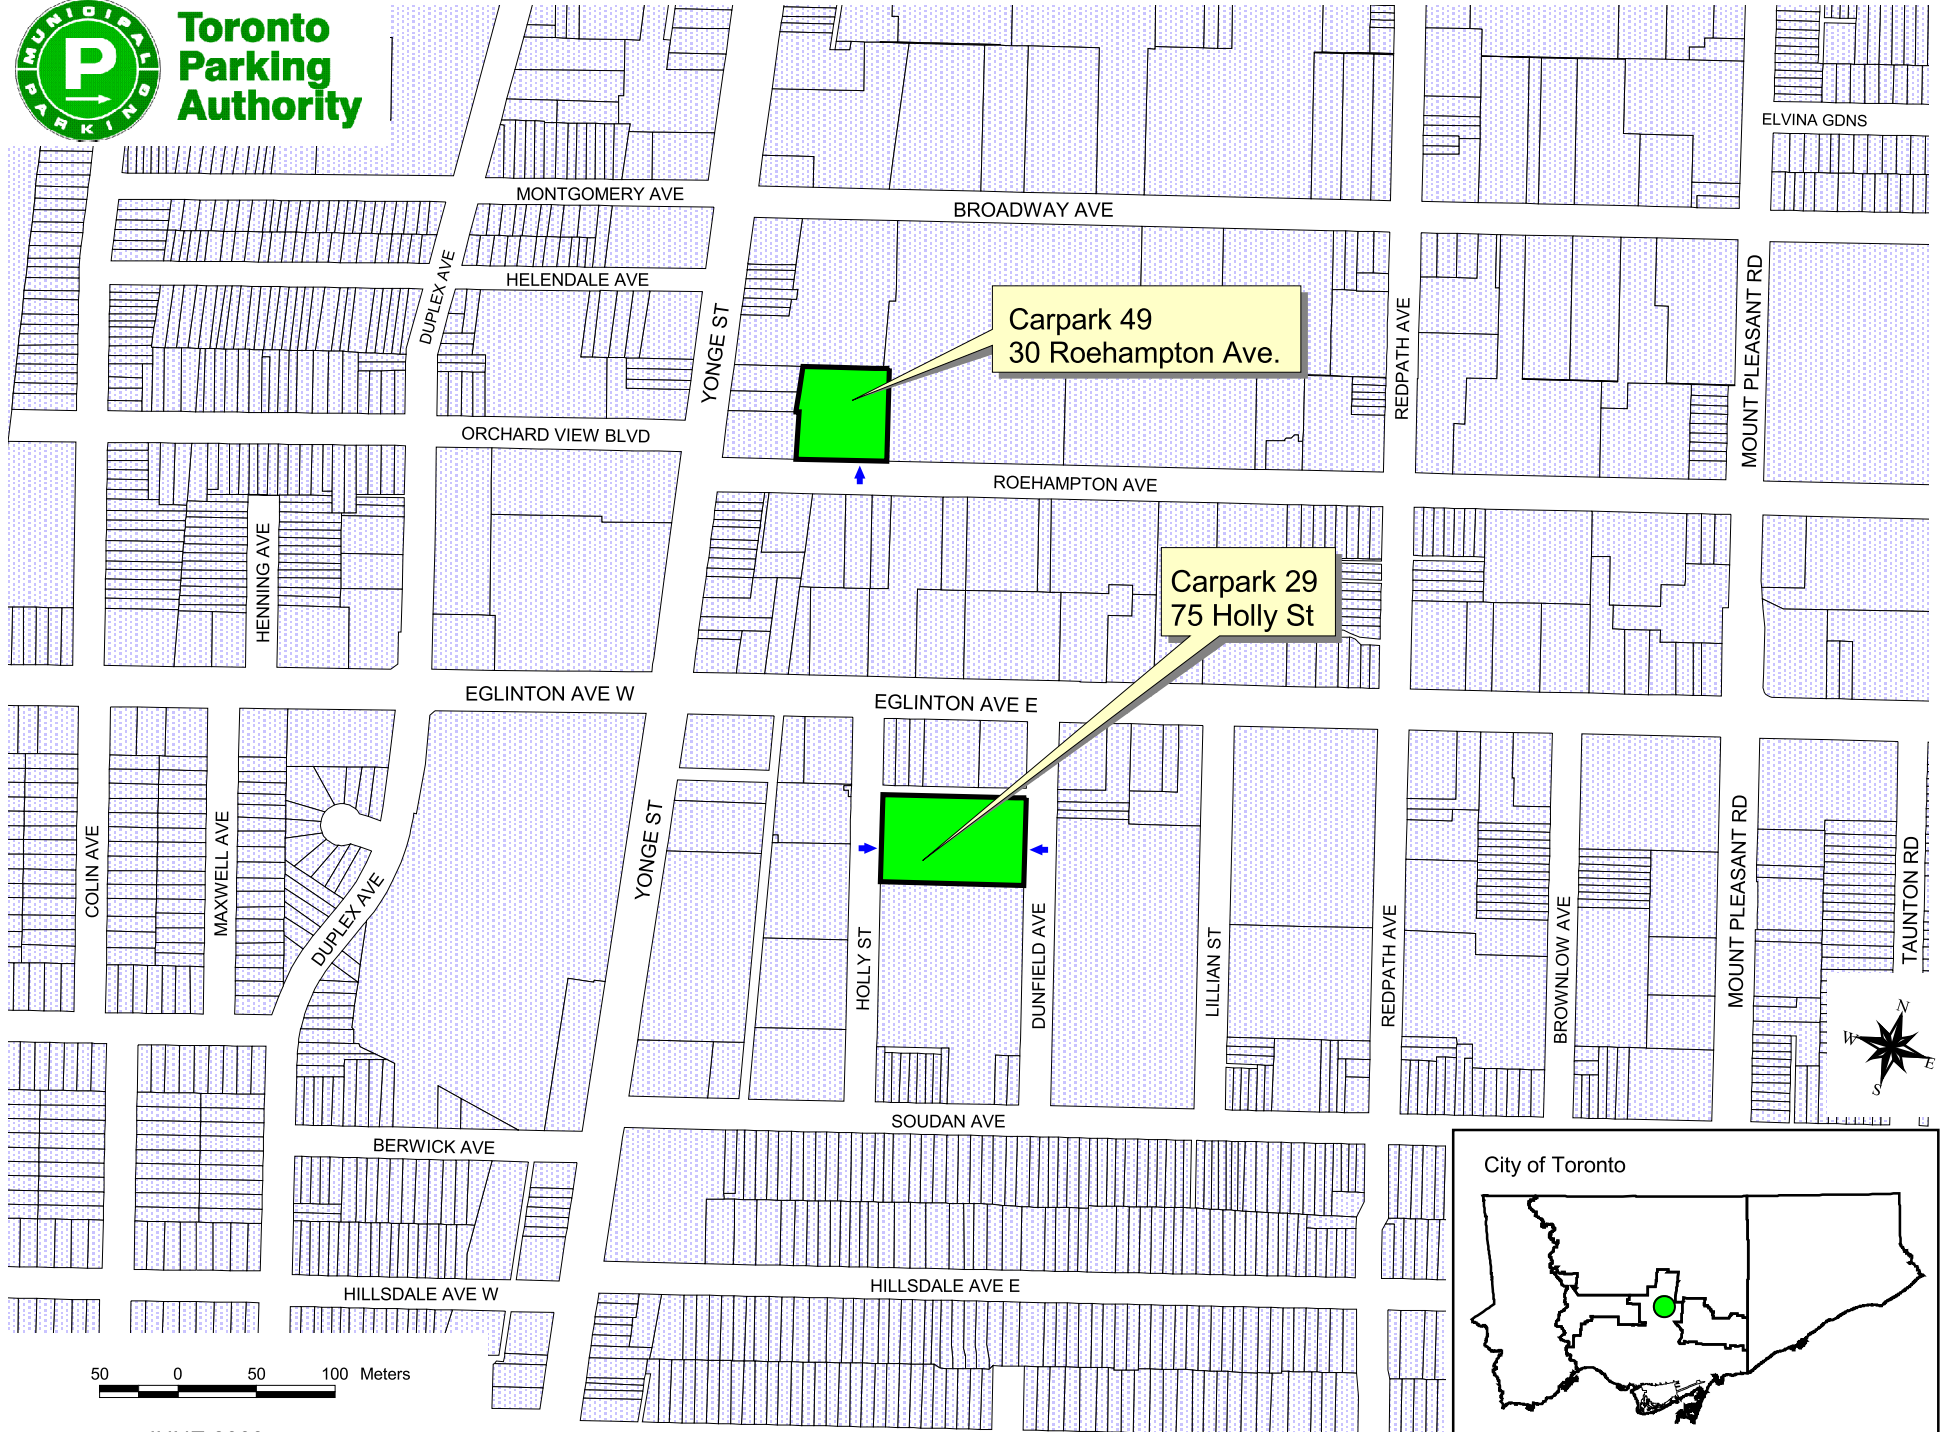 MUNICIPAL
PARKING
P
Toronto
Parking
Authority
ELVINA GDNS
MONTGOMERY AVE
BROADWAY AVE
DUPLEX AVE
HELENDALE AVE
YONGE ST
Carpark 49
30 Roehampton Ave.
REDPATH AVE
MOUNT PLEASANT RD
ORCHARD VIEW BLVD
ROEHAMPTON AVE
HENNING AVE
Carpark 29
75 Holly St
EGLINTON AVE W
EGLINTON AVE E
COLIN AVE
MAXWELL AVE
DUPLEX AVE
YONGE ST
HOLLY ST
DUNFIELD AVE
LILLIAN ST
REDPATH AVE
BROWNLOW AVE
MOUNT PLEASANT RD
TAUNTON RD
N
W
E
S
SOUDAN AVE
BERWICK AVE
City of Toronto
HILLSDALE AVE E
HILLSDALE AVE W
50 0 50 100 Meters